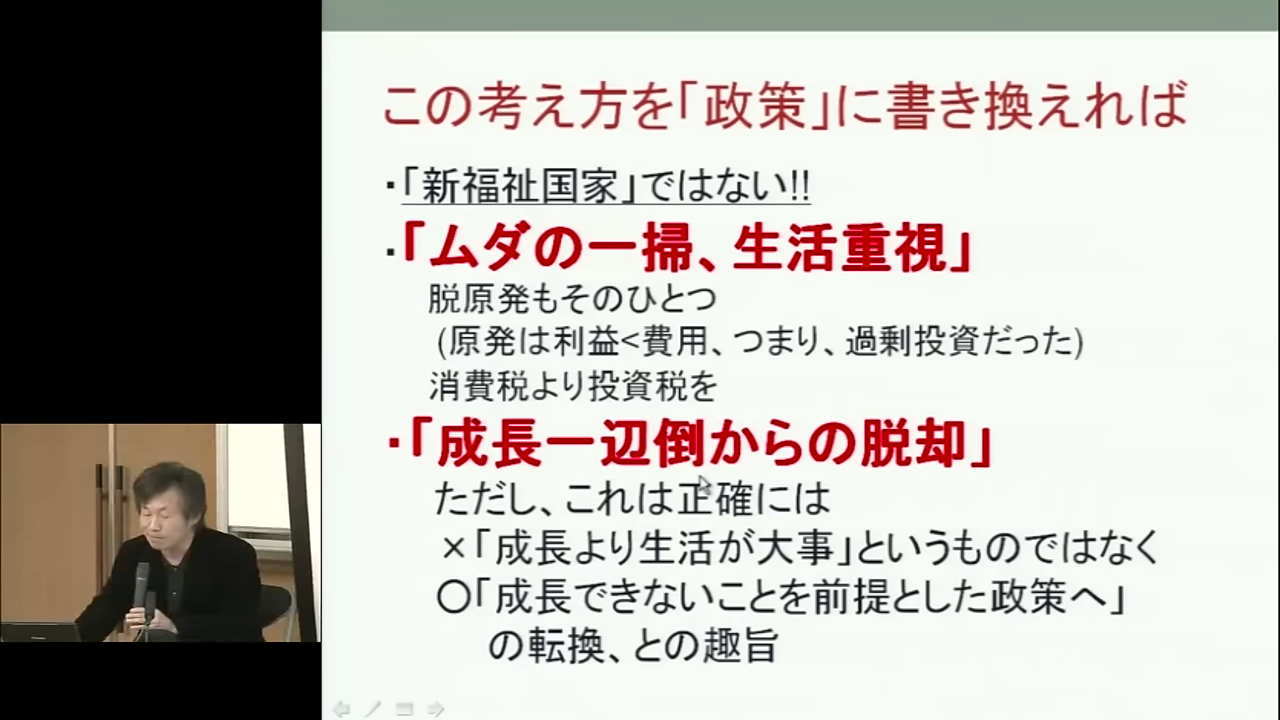 この考え方を「政策」に書き換えれば
・「新福祉国家」ではない!!
・「ムダの一掃、生活重視」
脱原発もそのひとつ
(原発は利益<費用、つまり、過剰投資だった)
消費税より投資税を
・「成長一辺倒からの脱却」
ただし、これは正確には
×「成長より生活が大事」というものではなく
〇「成長できないことを前提とした政策へ」
の転換、との趣旨